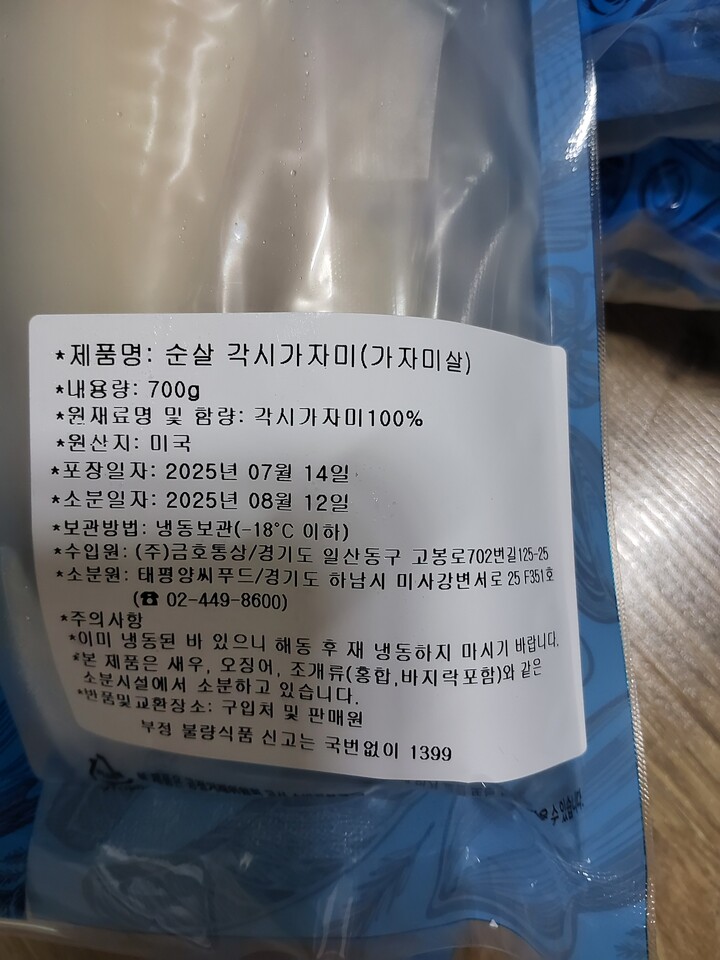 *제품명: 순살 각시가자미(가자미살)
*내용량: 700g
*원재료명 및 함량: 각시가자미100%
*원산지: 미국
*포장일자: 2025년 07월 14일
*소분일자: 2025년 08월 12일
*보관방법: 냉동보관(-18°C 이하)
*수입원: (주)금호통상/경기도 일산동구 고봉로702번길125-25
*소분원: 태평양씨푸드/경기도 하남시 미사강변서로 25 F351호
(☎ 02-449-8600)
*주의사항
*이미 냉동된 바 있으니 해동 후 재 냉동하지 마시기 바랍니다.
*본 제품은 새우, 오징어, 조개류(홍합,바지락포함)와 같은
소분시설에서 소분하고 있습니다.
*반품및교환장소: 구입처 및 판매원
부정 불량식품 신고는 국번없이 1399